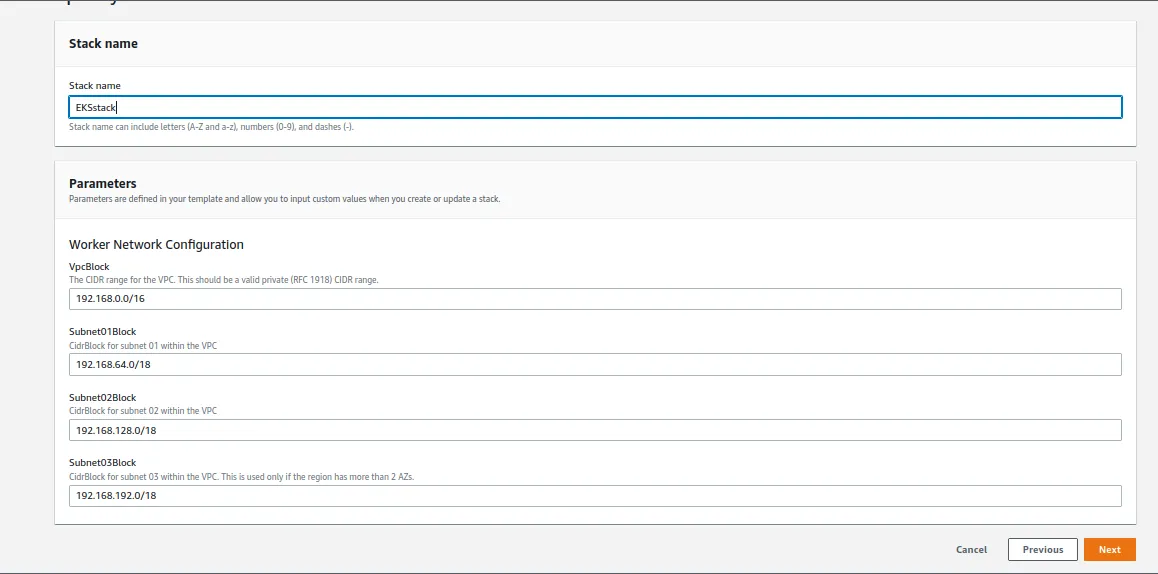 Stack name
Stack name
EKSstack
Stack name can include letters (A-Z and a-z), numbers (0-9), and dashes (-).
Parameters
Parameters are defined in your template and allow you to input custom values when you create or update a stack.
Worker Network Configuration
VpcBlock
The CIDR range for the VPC. This should be a valid private (RFC 1918) CIDR range.
192.168.0.0/16
Subnet01Block
CidrBlock for subnet 01 within the VPC
192.168.64.0/18
Subnet02Block
CidrBlock for subnet 02 within the VPC
192.168.128.0/18
Subnet03Block
CidrBlock for subnet 03 within the VPC. This is used only if the region has more than 2 AZs.
192.168.192.0/18
Cancel Previous Next